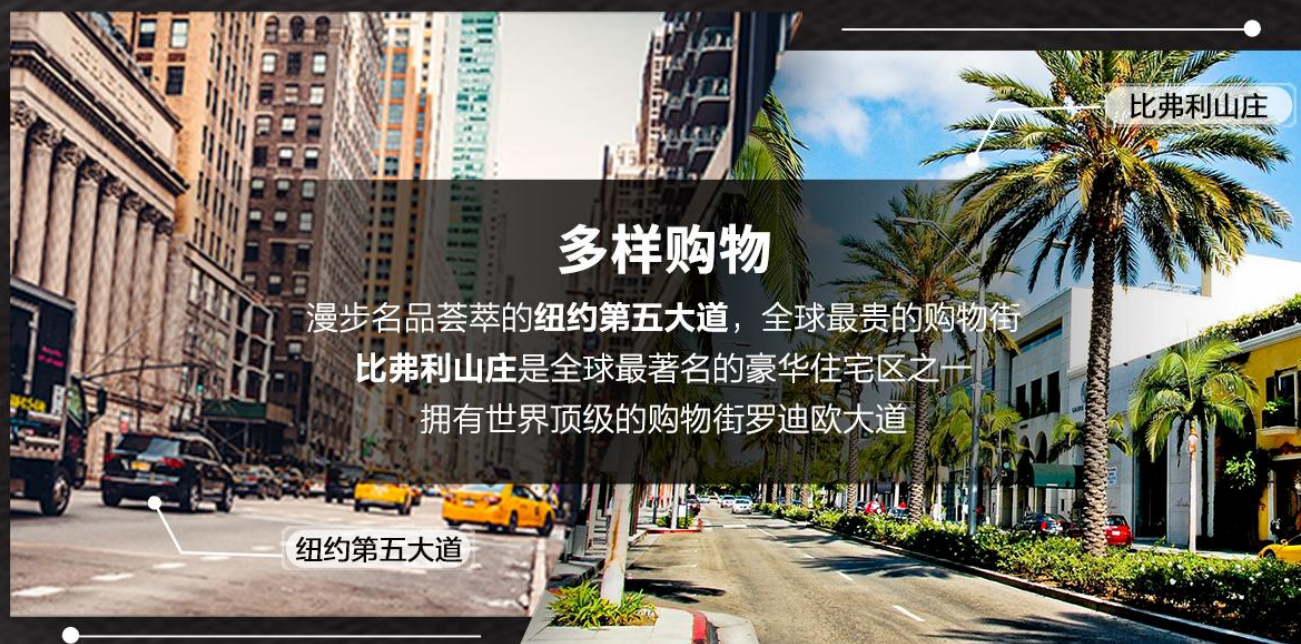 比弗利山庄
多样购物
漫步名品荟萃的纽约第五大道，全球最贵的购物街
比弗利山庄是全球最著名的豪华住宅区之一
拥有世界顶级的购物街罗迪欧大道
纽约第五大道